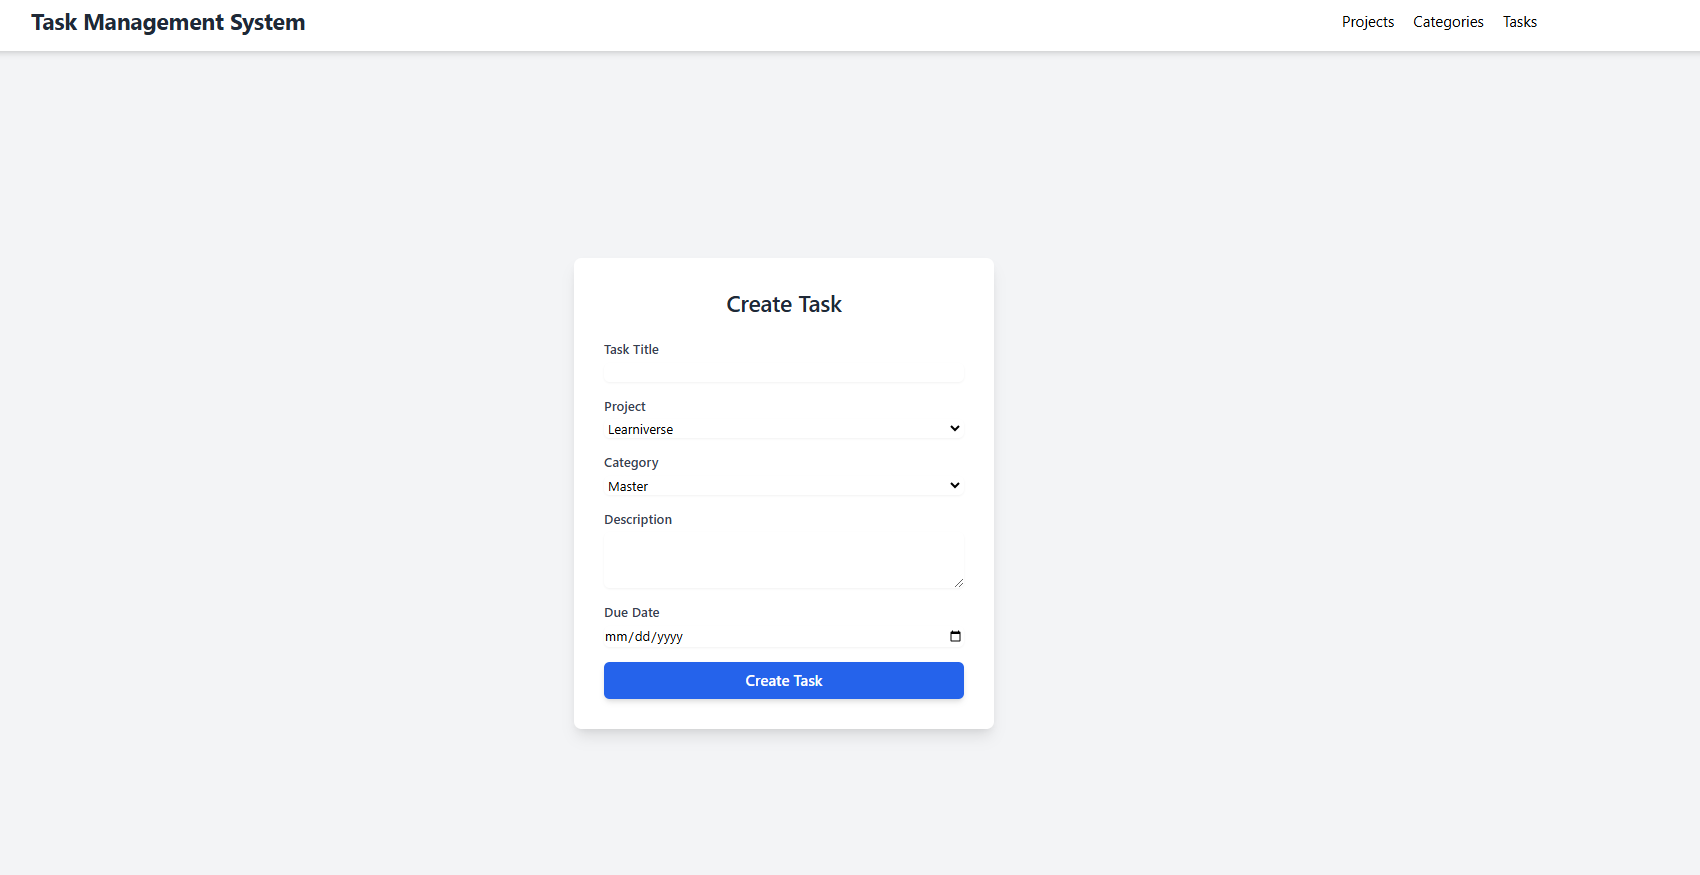 Task Management System
Projects Categories Tasks
Create Task
Task Title
Project
Learniverse
Category
Master
Description
Due Date
mm/dd/yyyy
Create Task